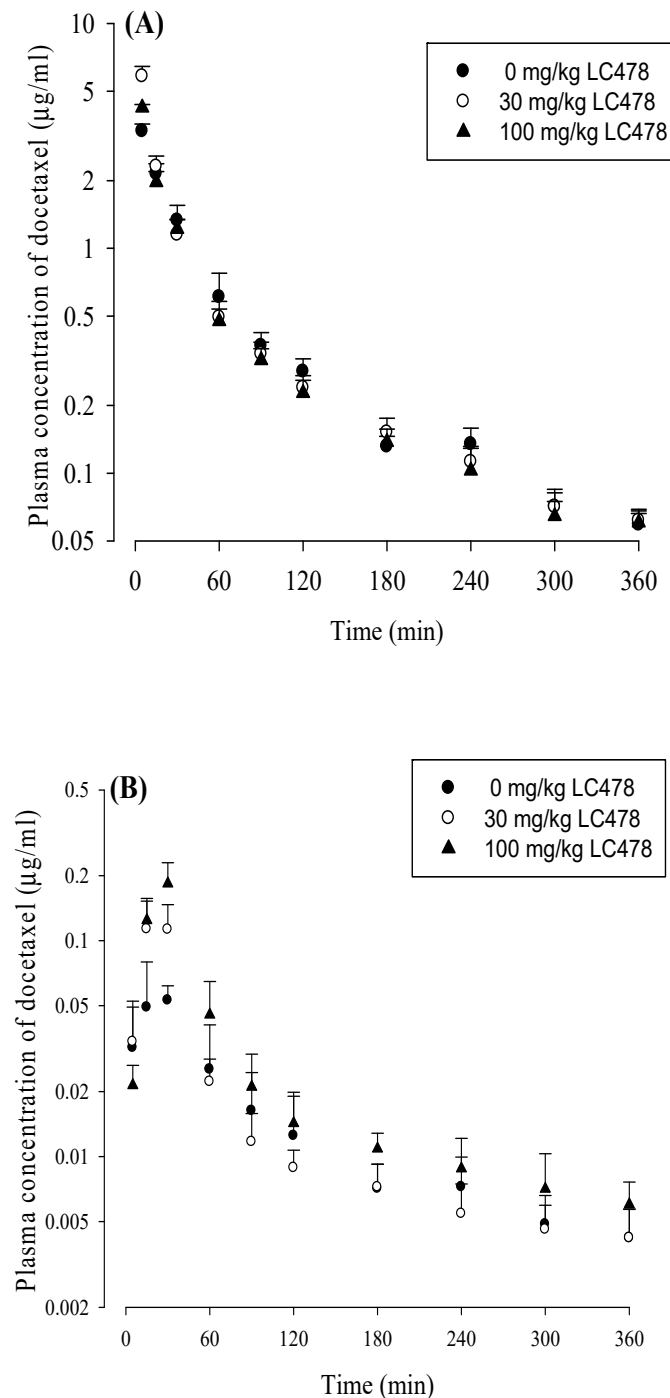 (A)
0 mg/kg LC478
30 mg/kg LC478
100 mg/kg LC478
Plasma concentration of docetaxel (μg/ml)
10
5
2
1
0.5
0.2
0.1
0.05
0 60 120 180 240 300 360
Time (min)
(B)
0 mg/kg LC478
30 mg/kg LC478
100 mg/kg LC478
Plasma concentration of docetaxel (μg/ml)
0.5
0.2
0.1
0.05
0.02
0.01
0.005
0.002
0 60 120 180 240 300 360
Time (min)